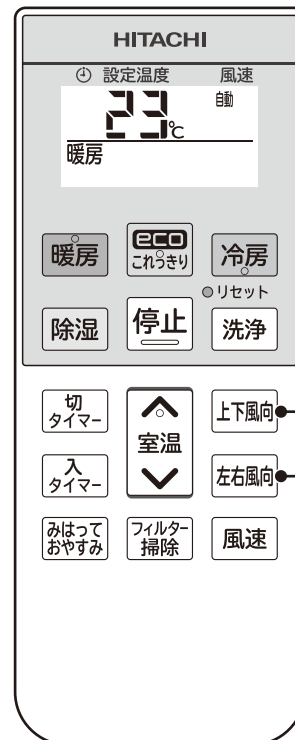 HITACHI
設定温度 風速
23℃ 自動
暖房
暖房 eco これっきり 冷房
リセット
除湿 停止 洗浄
切タイマー 室温 上下風向
入タイマー 左右風向
みはっておやすみ フィルター掃除 風速